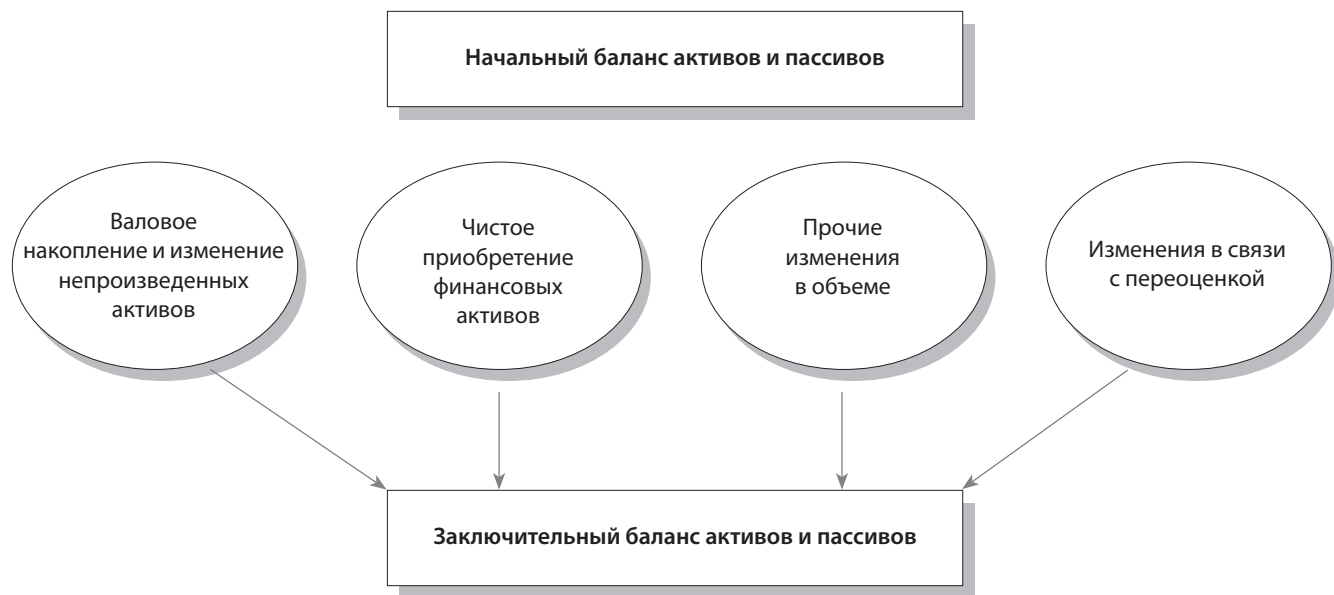 Начальный баланс активов и пассивов
Валовое
накопление и изменение
непроизведенных
активов
Чистое
приобретение
финансовых
активов
Прочие
изменения
в объеме
Изменения в связи
с переоценкой
Заключительный баланс активов и пассивов